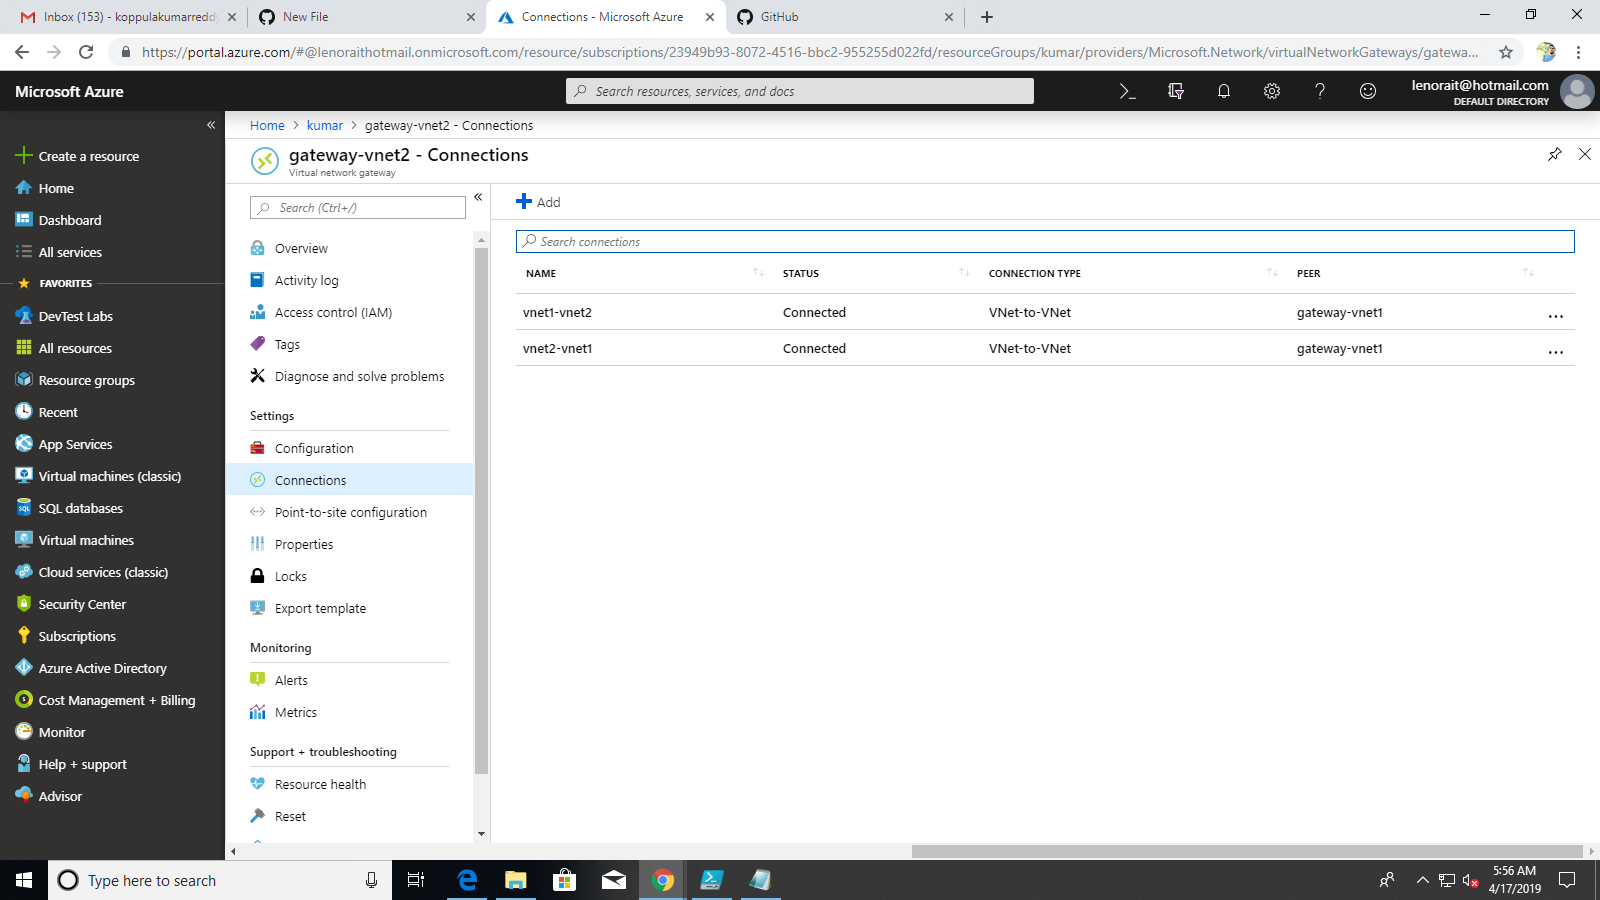 Inbox (153) - koppulakumarreddy
New File
Connections - Microsoft Azure
GitHub
https://portal.azure.com/#@lenoraithotmail.onmicrosoft.com/resource/subscriptions/23949b93-8072-4516-bbc2-955255d022fd/resourceGroups/kumar/providers/Microsoft.Network/virtualNetworkGateways/gatewa...
Microsoft Azure
Search resources, services, and docs
lenorait@hotmail.com
DEFAULT DIRECTORY
Create a resource
Home
Dashboard
All services
FAVORITES
DevTest Labs
All resources
Resource groups
Recent
App Services
Virtual machines (classic)
SQL databases
Virtual machines
Cloud services (classic)
Security Center
Subscriptions
Azure Active Directory
Cost Management + Billing
Monitor
Help + support
Advisor
Home > kumar > gateway-vnet2 - Connections
gateway-vnet2 - Connections
Virtual network gateway
Search (Ctrl+/)
Overview
Activity log
Access control (IAM)
Tags
Diagnose and solve problems
Settings
Configuration
Connections
Point-to-site configuration
Properties
Locks
Export template
Monitoring
Alerts
Metrics
Support + troubleshooting
Resource health
Reset
Add
Search connections
NAME STATUS CONNECTION TYPE PEER
vnet1-vnet2 Connected VNet-to-VNet gateway-vnet1 ...
vnet2-vnet1 Connected VNet-to-VNet gateway-vnet1 ...
Type here to search
5:56 AM
4/17/2019